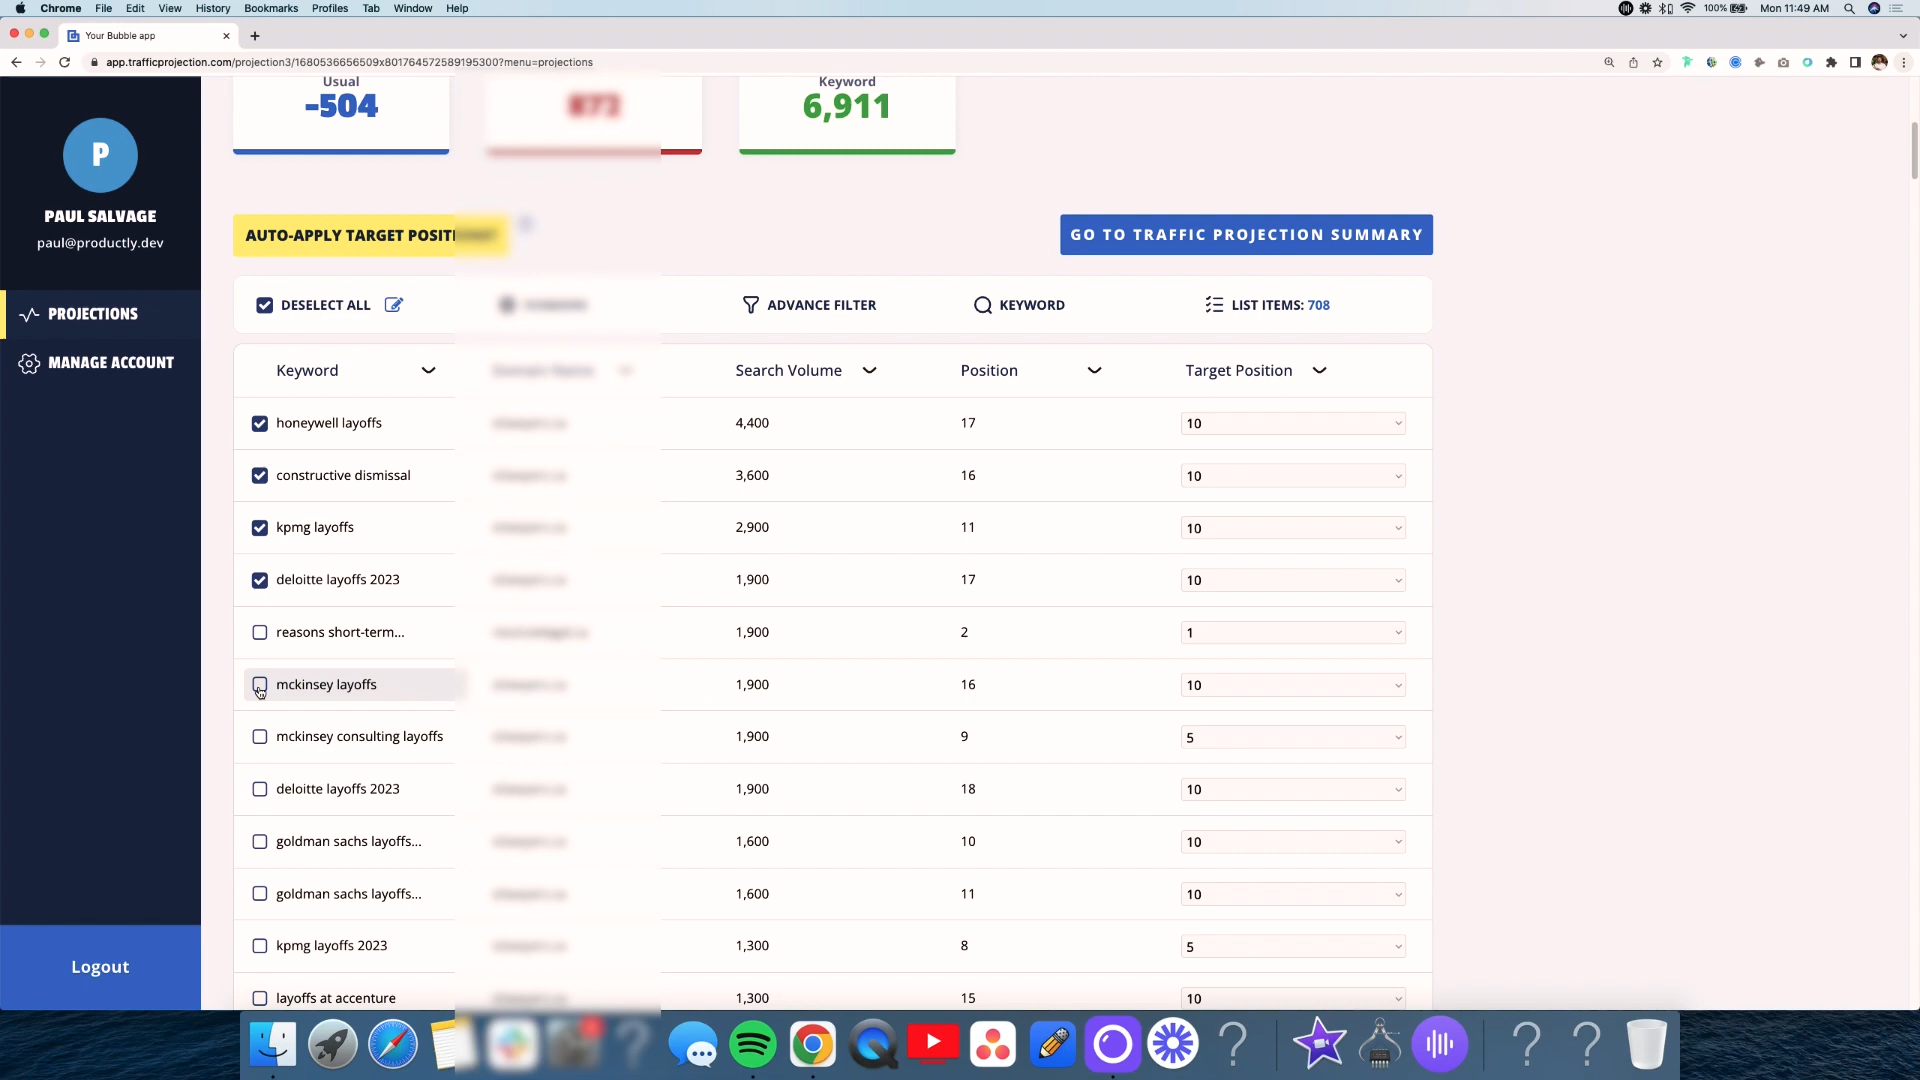 Chrome File Edit View History Bookmarks Profiles Tab Window Help 100% Mon 11:49 AM
Your Bubble app
app.trafficprojection.com/projection3/1680536656509x801764572589195300?menu=projections
Usual Keyword
-504 872 6,911
P
PAUL SALVAGE
paul@productly.dev
PROJECTIONS
MANAGE ACCOUNT
Logout
AUTO-APPLY TARGET POSIT
GO TO TRAFFIC PROJECTION SUMMARY
DESELECT ALL ADVANCE FILTER KEYWORD LIST ITEMS: 708
Keyword Domain Name Search Volume Position Target Position
honeywell layoffs 4,400 17 10
constructive dismissal 3,600 16 10
kpmg layoffs 2,900 11 10
deloitte layoffs 2023 1,900 17 10
reasons short-term... 1,900 2 1
mckinsey layoffs 1,900 16 10
mckinsey consulting layoffs 1,900 9 5
deloitte layoffs 2023 1,900 18 10
goldman sachs layoffs... 1,600 10 10
goldman sachs layoffs... 1,600 11 10
kpmg layoffs 2023 1,300 8 5
layoffs at accenture 1,300 15 10